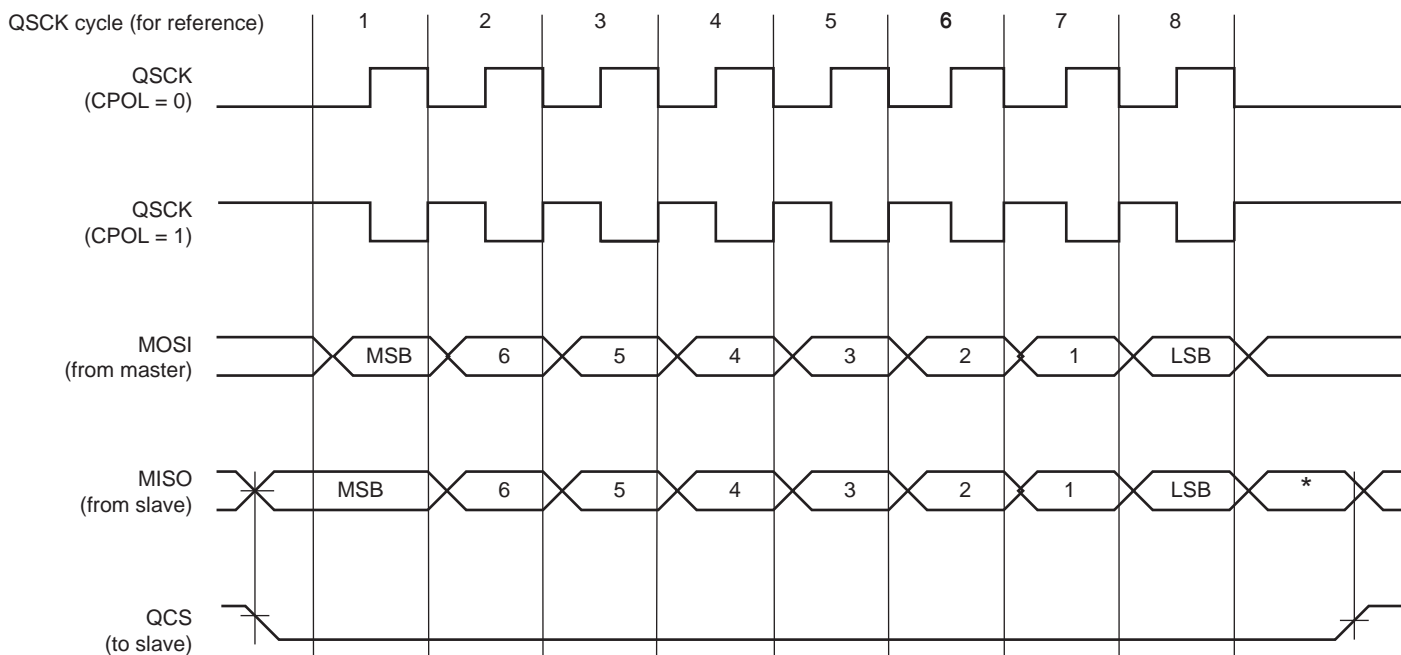 QSCK cycle (for reference) 1 2 3 4 5 6 7 8
QSCK
(CPOL = 0)
QSCK
(CPOL = 1)
MOSI
(from master)
MSB 6 5 4 3 2 1 LSB
MISO
(from slave)
MSB 6 5 4 3 2 1 LSB *
QCS
(to slave)